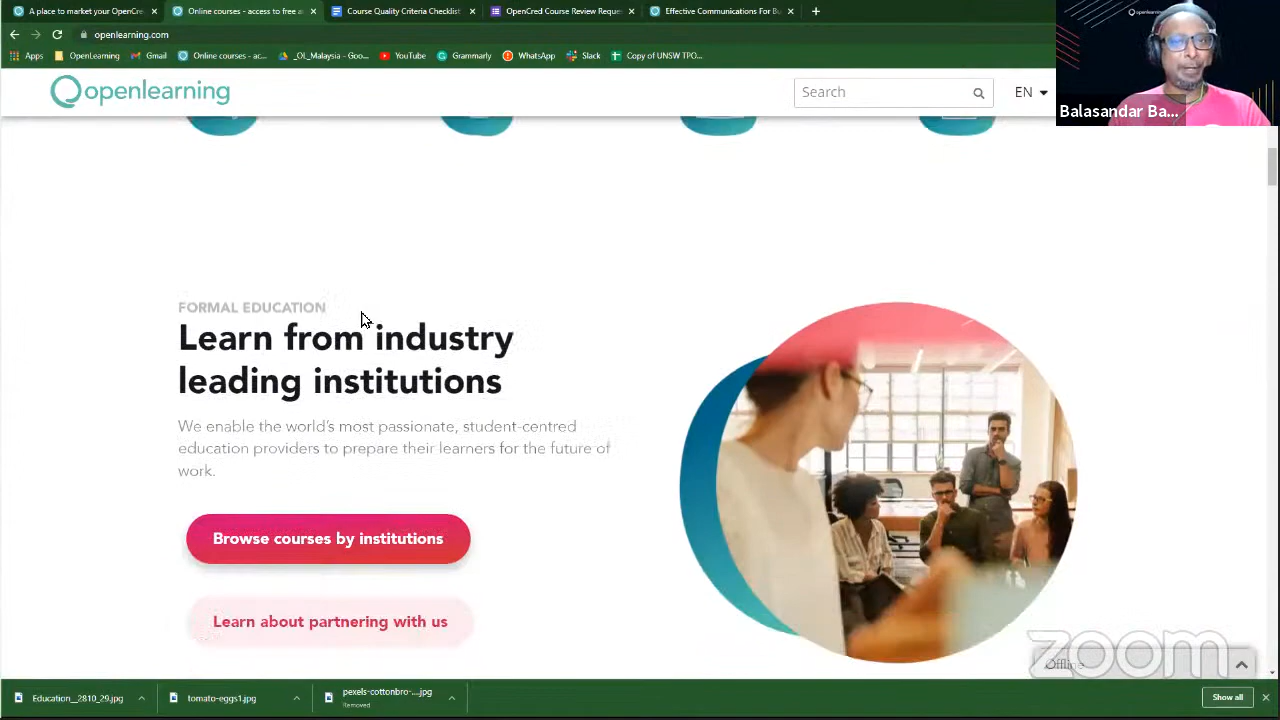 A place to market your OpenCre
Online courses - access to free a
Course Quality Criteria Checklist
OpenCred Course Review Reque
Effective Communications For Bu
openlearning.com
Apps
OpenLearning
Gmail
Online courses - ac...
_OL_Malaysia - Goo...
YouTube
Grammarly
WhatsApp
Slack
Copy of UNSW TPO...
openlearning
Search
EN
openlearning
Balasandar Ba...
FORMAL EDUCATION
Learn from industry
leading institutions
We enable the world's most passionate, student-centred
education providers to prepare their learners for the future of
work.
Browse courses by institutions
Learn about partnering with us
Offline
zoom
Education__2810_29.jpg
tomato-eggs1.jpg
pexels-cottonbro-....jpg
Removed
Show all